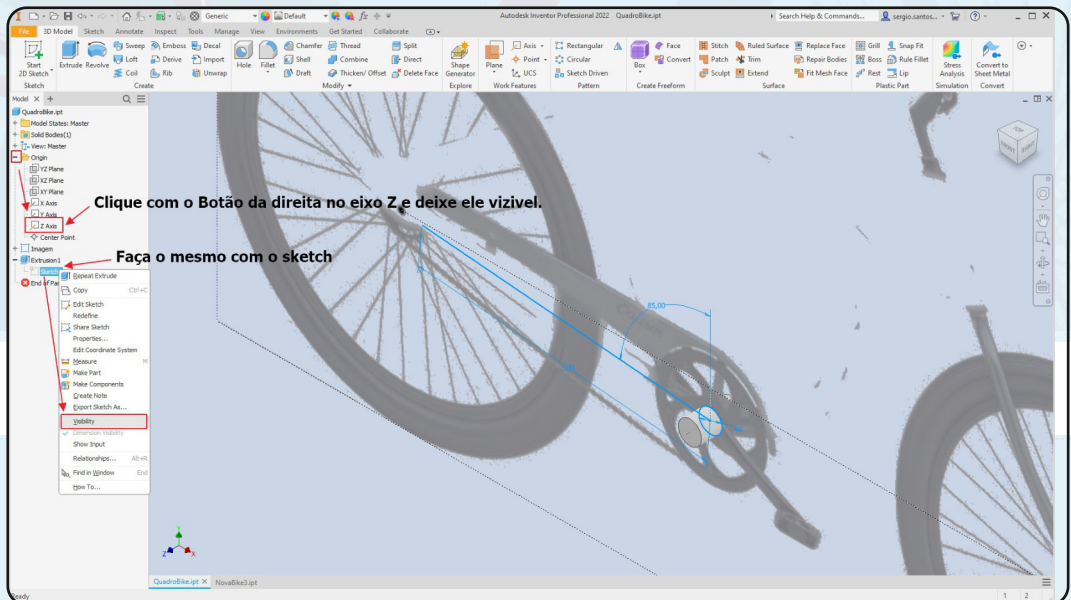 Generic Default Autodesk Inventor Professional 2022 QuadroBike.ipt Search Help & Commands... sergio.santos...
File 3D Model Sketch Annotate Inspect Tools Manage View Environments Get Started Collaborate
Start
2D Sketch
Extrude Revolve
Sweep Emboss Decal
Loft Derive Import
Coil Rib Unwrap
Hole Fillet
Chamfer Thread Split
Shell Combine Direct
Draft Thicken/ Offset Delete Face
Shape
Generator
Plane
Axis
Point
UCS
Rectangular
Circular
Sketch Driven
Box
Face
Convert
Stitch Ruled Surface Replace Face
Patch Trim Repair Bodies
Sculpt Extend Fit Mesh Face
Grill Snap Fit
Boss Rule Fillet
Rest Lip
Stress
Analysis
Convert to
Sheet Metal
Sketch Create Modify Explore Work Features Pattern Create Freeform Surface Plastic Part Simulation Convert
Model
QuadroBike.ipt
Model States: Master
Solid Bodies(1)
View: Master
Origin
YZ Plane
XZ Plane
XY Plane
X Axis
Y Axis
Z Axis
Center Point
Imagem
Extrusion1
Clique com o Botão da direita no eixo Z e deixe ele vizivel.
Faça o mesmo com o sketch
Repeat Extrude
Copy Ctrl+C
Edit Sketch
Redefine
Share Sketch
Properties...
Edit Coordinate System
Measure M
Make Part
Make Components
Create Note
Export Sketch As...
Visibility
Dimension Visibility
Show Input
Relationships... Alt+R
Find in Window End
How To...
85,00
TOP
FRONT
RIGHT
Y
Z X
QuadroBike.ipt NovaBike3.ipt
Ready 1 2